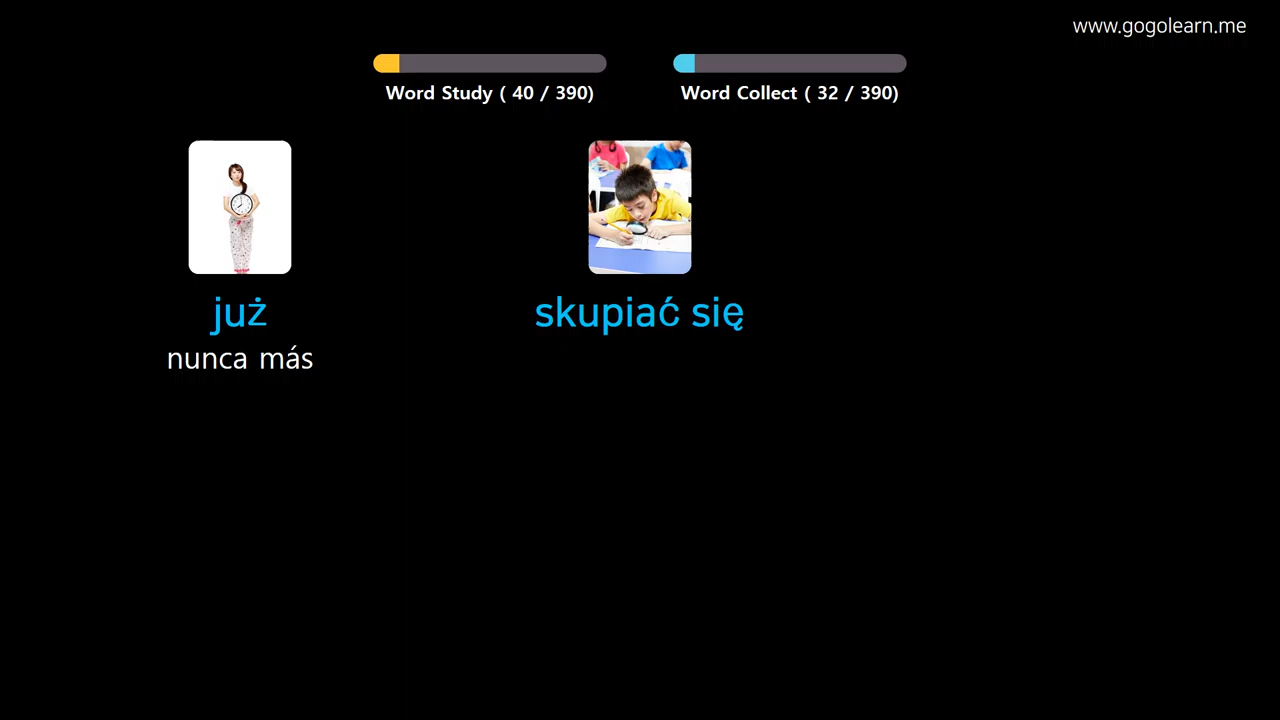 www.gogolearn.me
Word Study ( 40 / 390)
Word Collect ( 32 / 390)
już
nunca más
skupiać się